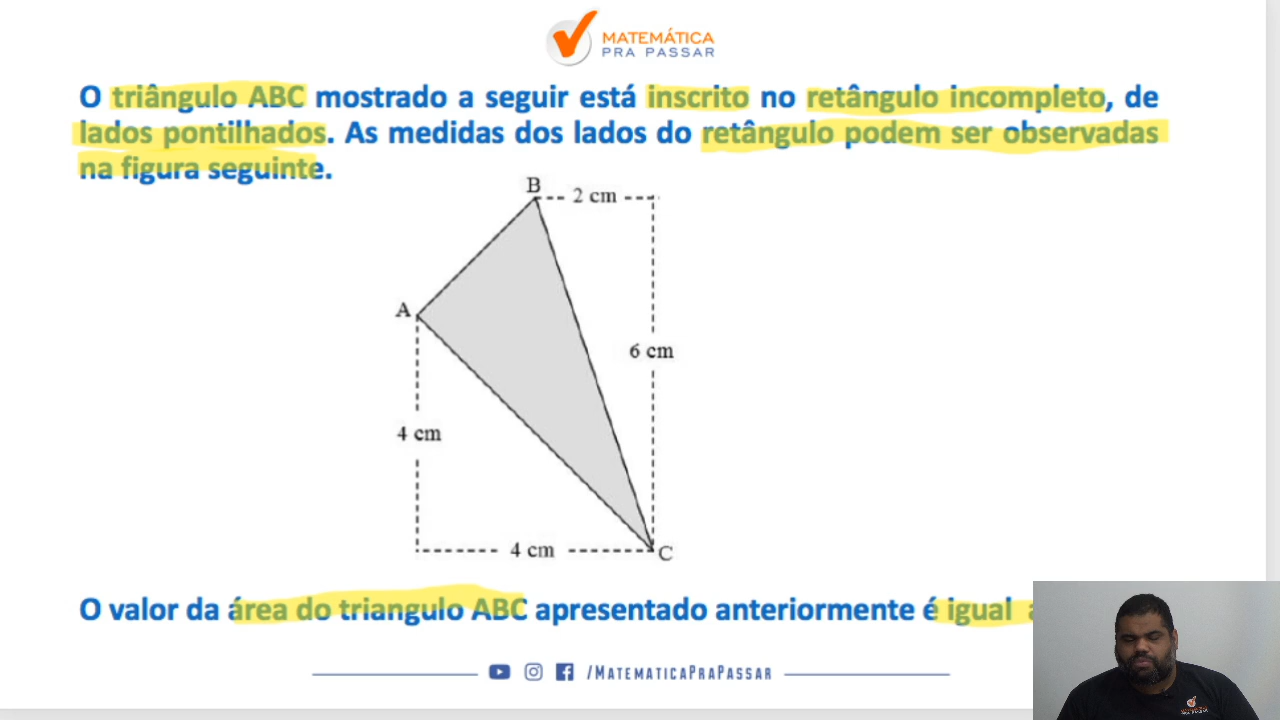 MATEMÁTICA
PRA PASSAR
O triângulo ABC mostrado a seguir está inscrito no retângulo incompleto, de
lados pontilhados. As medidas dos lados do retângulo podem ser observadas
na figura seguinte.
B
2 cm
A
6 cm
4 cm
4 cm
C
O valor da área do triangulo ABC apresentado anteriormente é igual a
/MATEMATICAPRAPASSAR